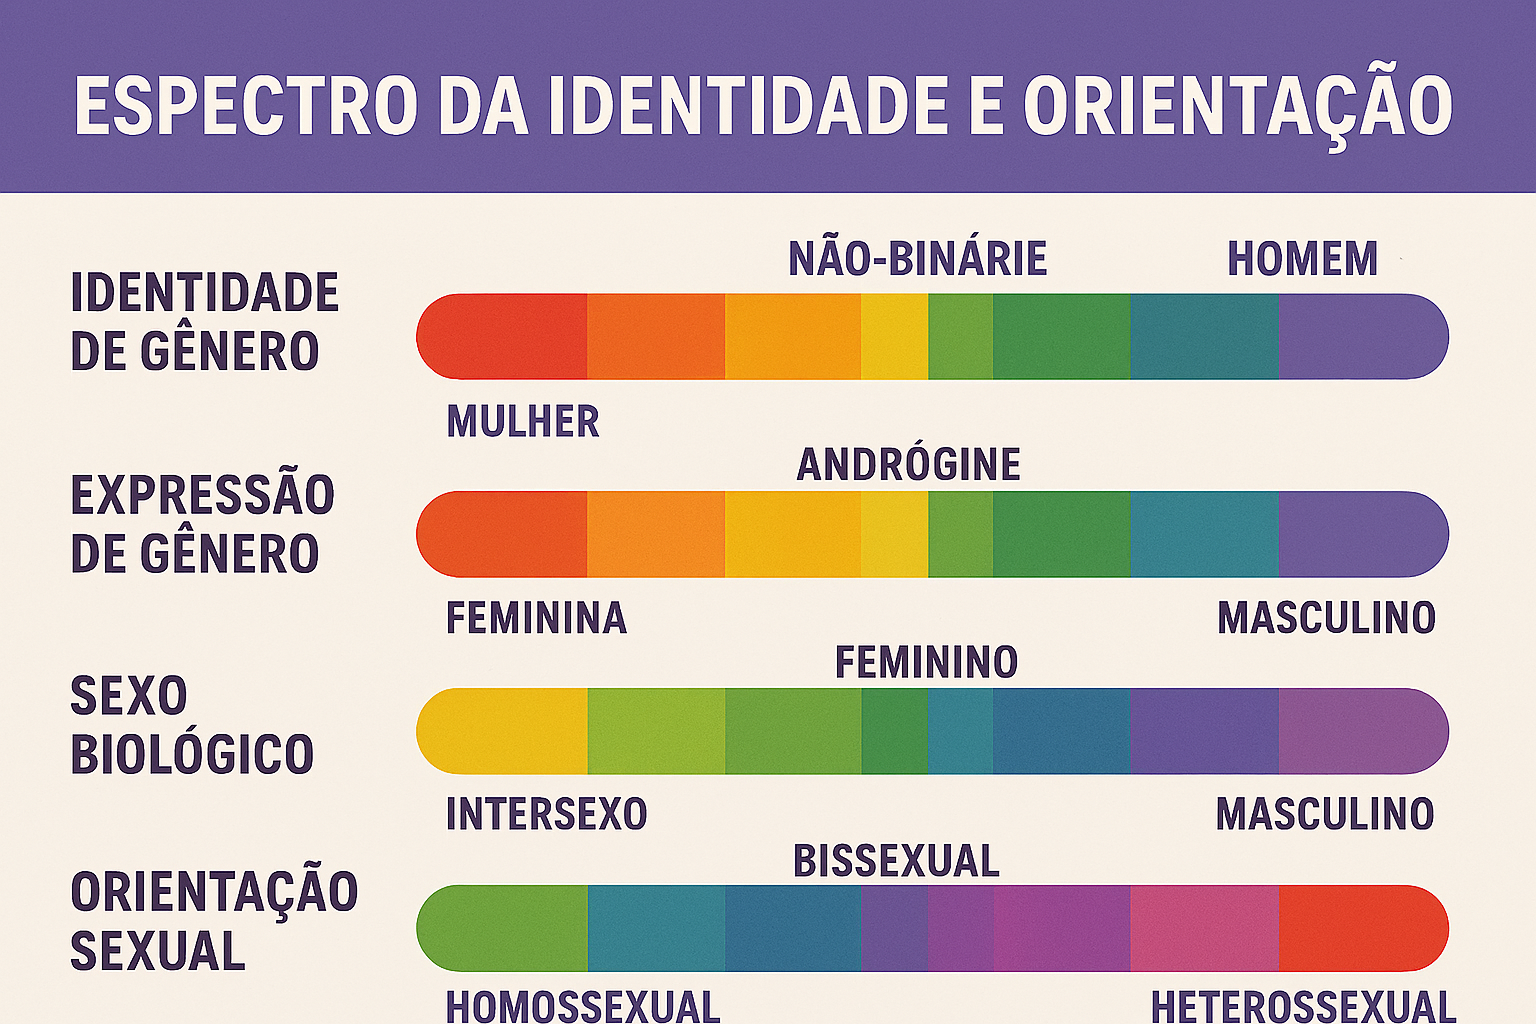 ESPECTRO DA IDENTIDADE E ORIENTAÇÃO
IDENTIDADE
DE GÊNERO
NÃO-BINÁRIE
HOMEM
MULHER
EXPRESSÃO
DE GÊNERO
ANDRÓGINE
FEMININA
MASCULINO
SEXO
BIOLÓGICO
FEMININO
INTERSEXO
MASCULINO
ORIENTAÇÃO
SEXUAL
BISSEXUAL
HOMOSSEXUAL
HETEROSSEXUAL